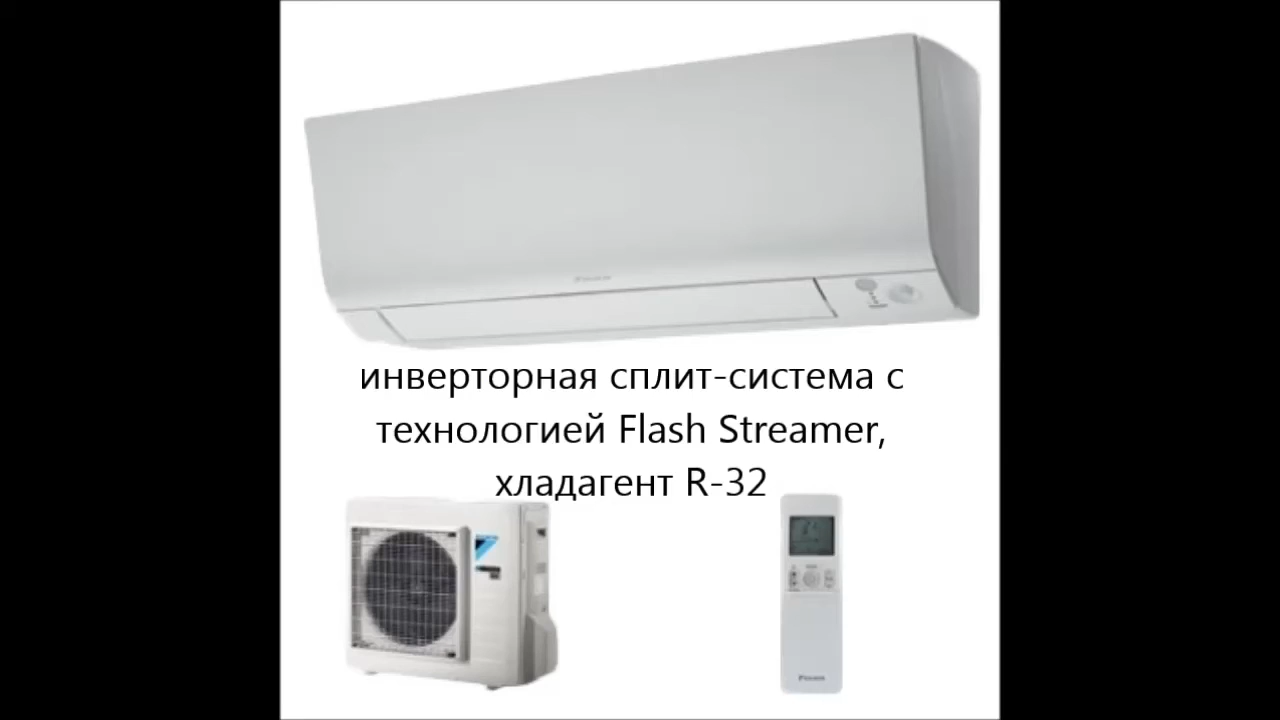 инверторная сплит-система с
технологией Flash Streamer,
хладагент R-32